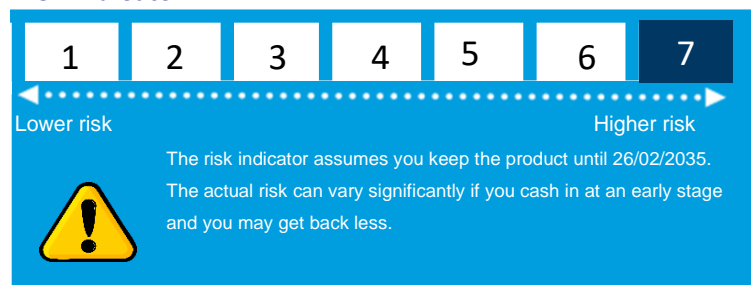 1 2 3 4 5 6 7
Lower risk Higher risk
The risk indicator assumes you keep the product until 26/02/2035.
The actual risk can vary significantly if you cash in at an early stage
and you may get back less.